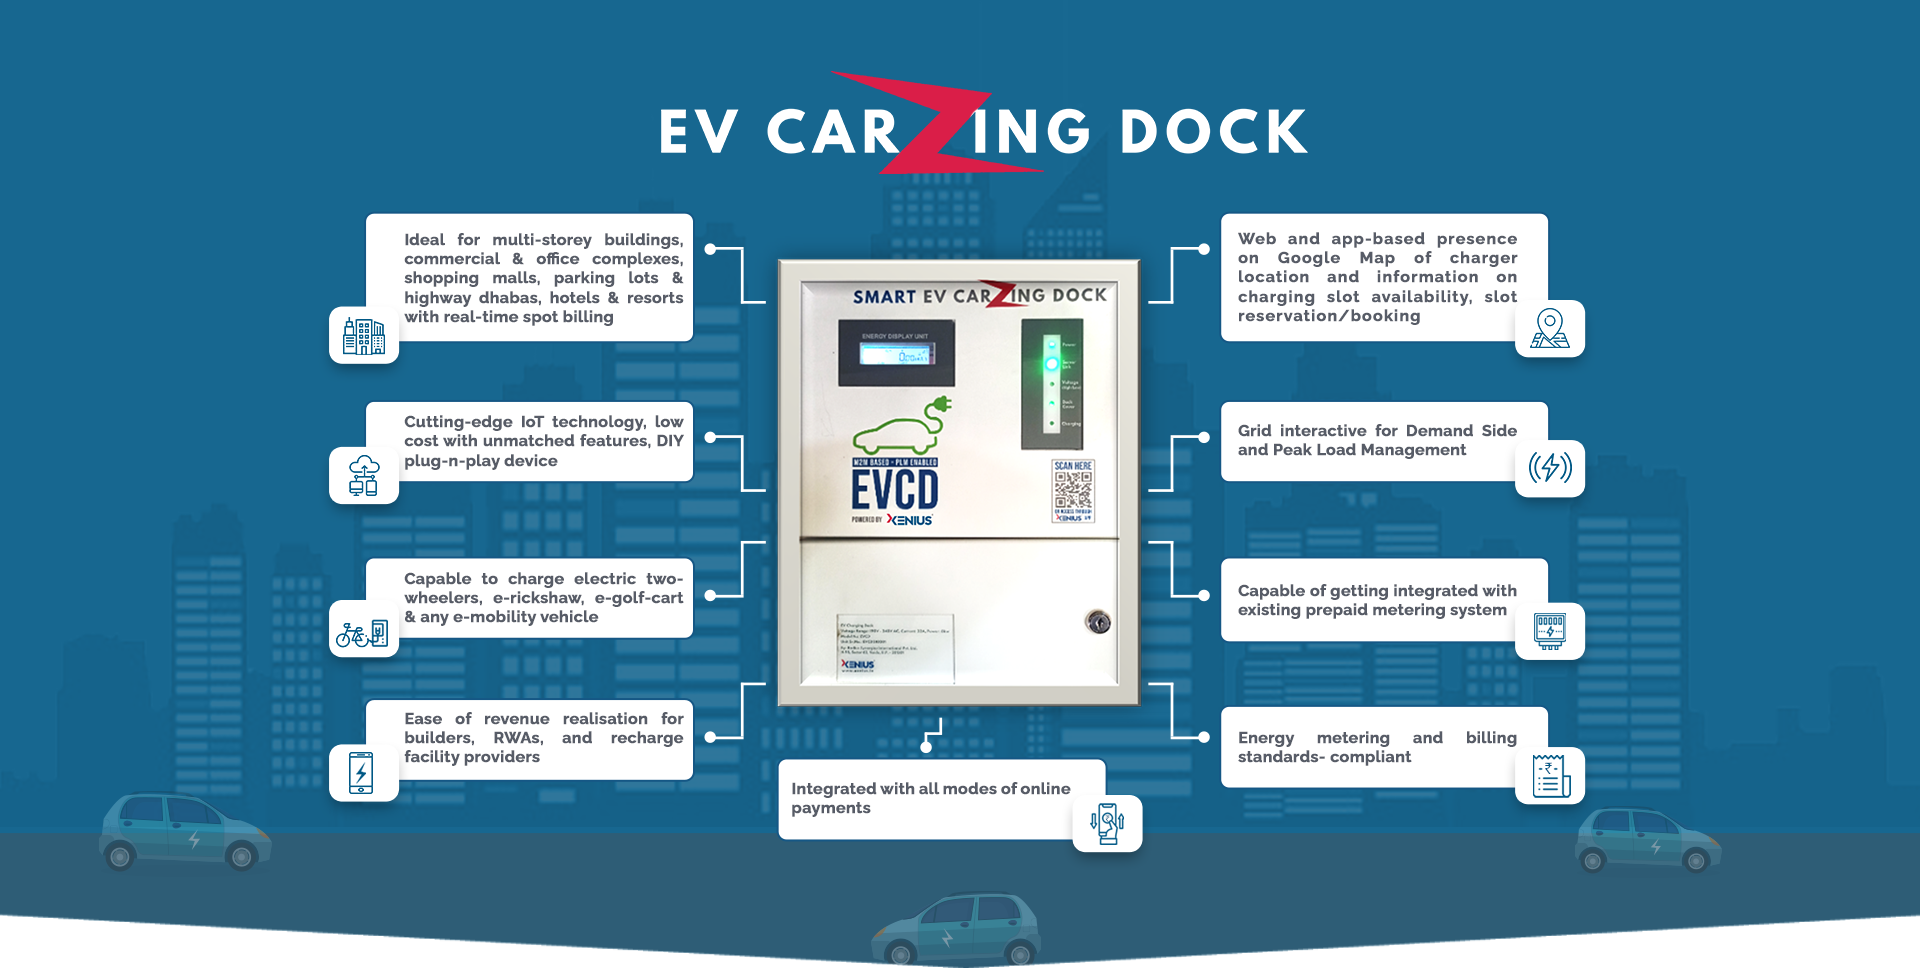 EV CARZING DOCK
Ideal for multi-storey buildings,
commercial & office complexes,
shopping malls, parking lots &
highway dhabas, hotels & resorts
with real-time spot billing
Cutting-edge IoT technology, low
cost with unmatched features, DIY
plug-n-play device
Capable to charge electric two-
wheelers, e-rickshaw, e-golf-cart
& any e-mobility vehicle
Ease of revenue realisation for
builders, RWAs, and recharge
facility providers
SMART EV CARZING DOCK
ENERGY DISPLAY UNIT
Power
Charging
M2M BASED - PLM ENABLED
EVCD
POWERED BY XENIUS
SCAN HERE
XENIUS
EV Charging Dock
XENIUS
Integrated with all modes of online
payments
Web and app-based presence
on Google Map of charger
location and information on
charging slot availability, slot
reservation/booking
Grid interactive for Demand Side
and Peak Load Management
Capable of getting integrated with
existing prepaid metering system
Energy metering and billing
standards- compliant